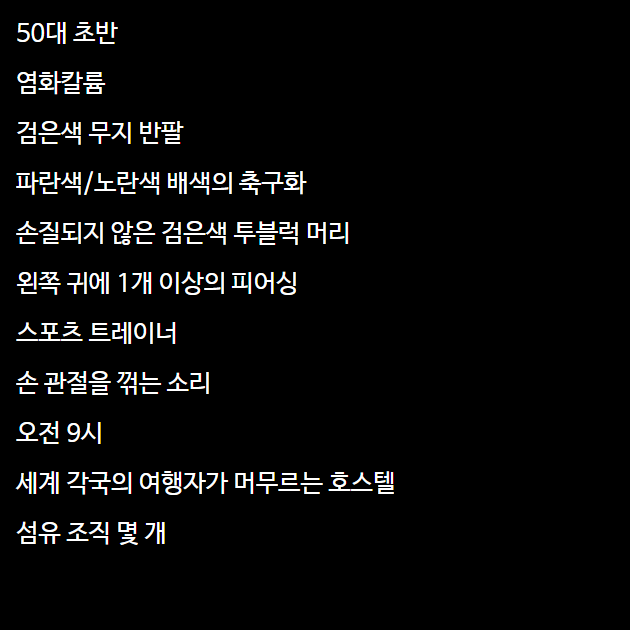 50대 초반
염화칼륨
검은색 무지 반팔
파란색/노란색 배색의 축구화
손질되지 않은 검은색 투블럭 머리
왼쪽 귀에 1개 이상의 피어싱
스포츠 트레이너
손 관절을 꺾는 소리
오전 9시
세계 각국의 여행자가 머무르는 호스텔
섬유 조직 몇 개